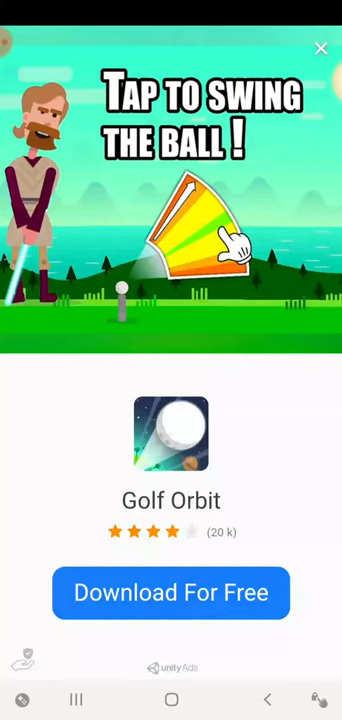 TAP TO SWING
THE BALL!
Golf Orbit
(20 k)
Download For Free
unity Ads